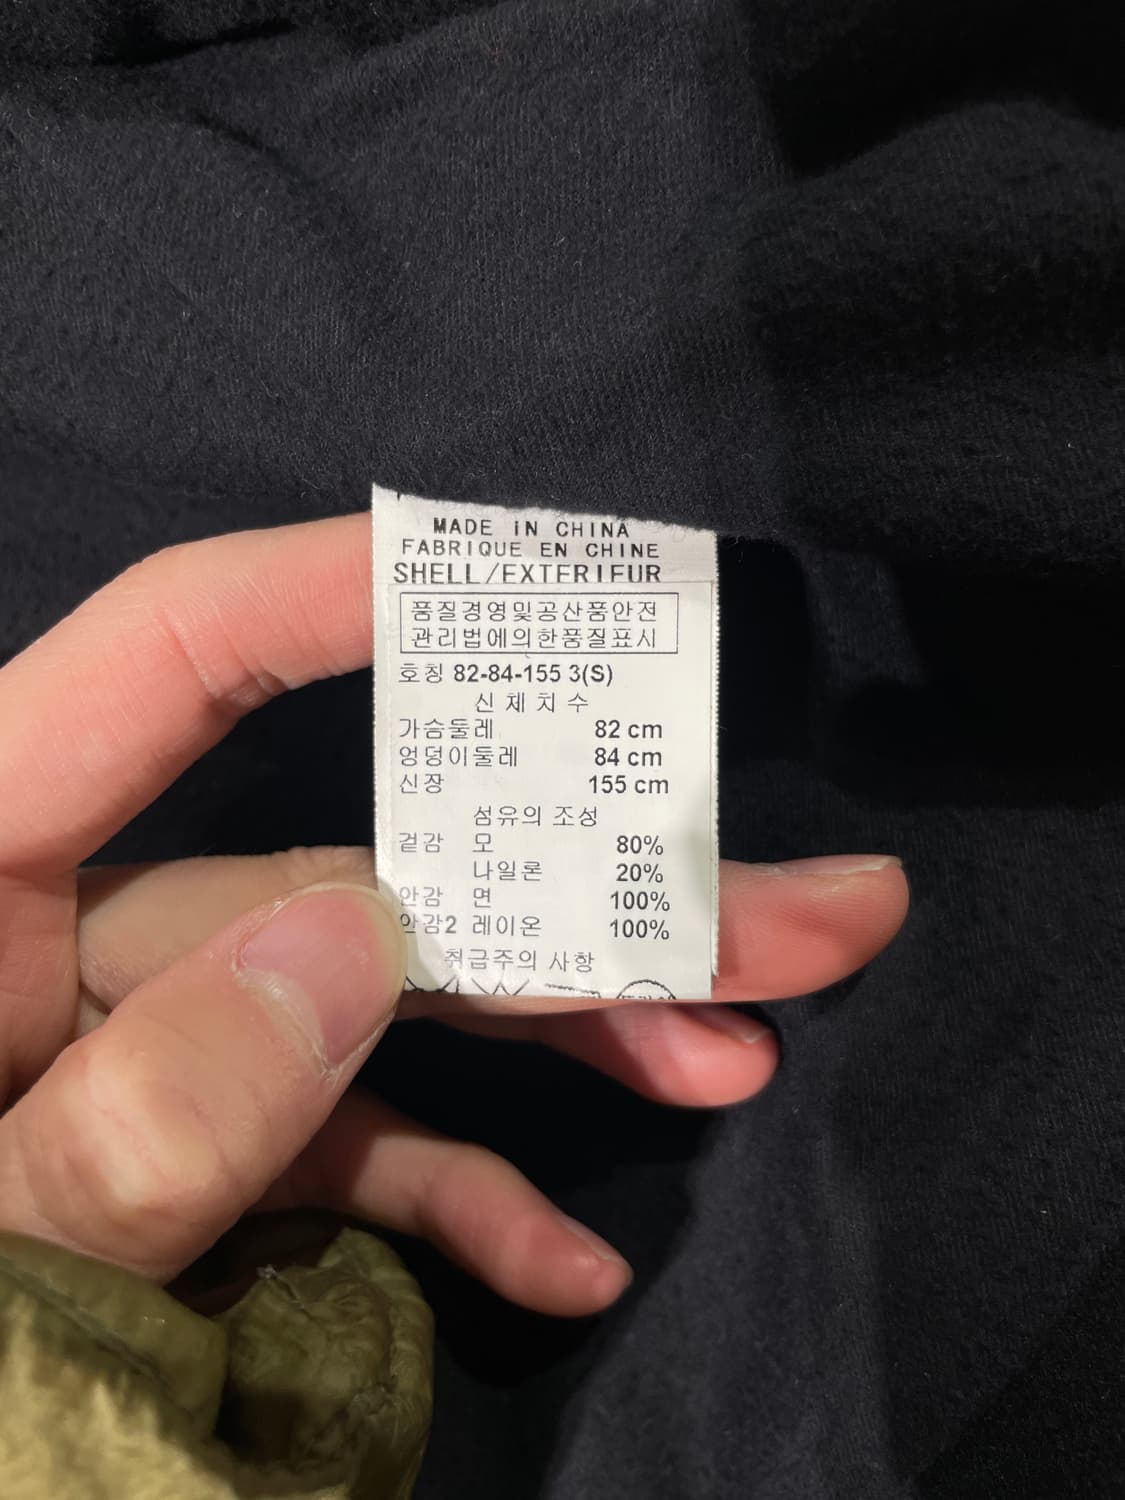 MADE IN CHINA
FABRIQUE EN CHINE
SHELL/EXTERIEUR
품질경영및공산품안전
관리법에의한품질표시
호칭 82-84-155 3(S)
신체치수
가슴둘레 82 cm
엉덩이둘레 84 cm
신장 155 cm
섬유의 조성
겉감 모 80%
나일론 20%
안감 면 100%
안감2 레이온 100%
취급주의 사항